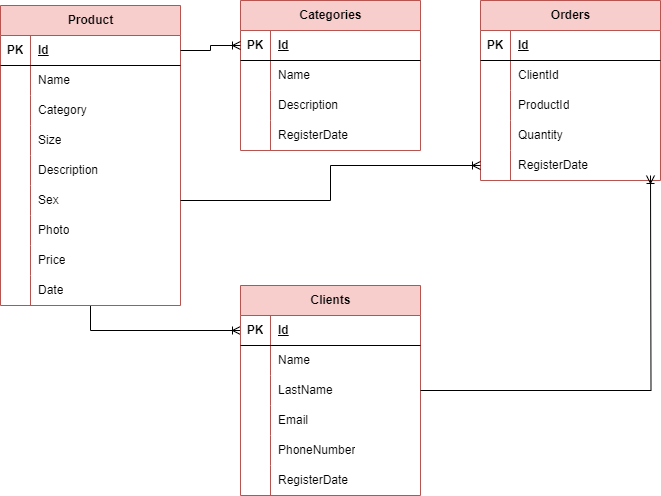 Product
PK Id
Name
Category
Size
Description
Sex
Photo
Price
Date
Categories
PK Id
Name
Description
RegisterDate
Orders
PK Id
ClientId
ProductId
Quantity
RegisterDate
Clients
PK Id
Name
LastName
Email
PhoneNumber
RegisterDate